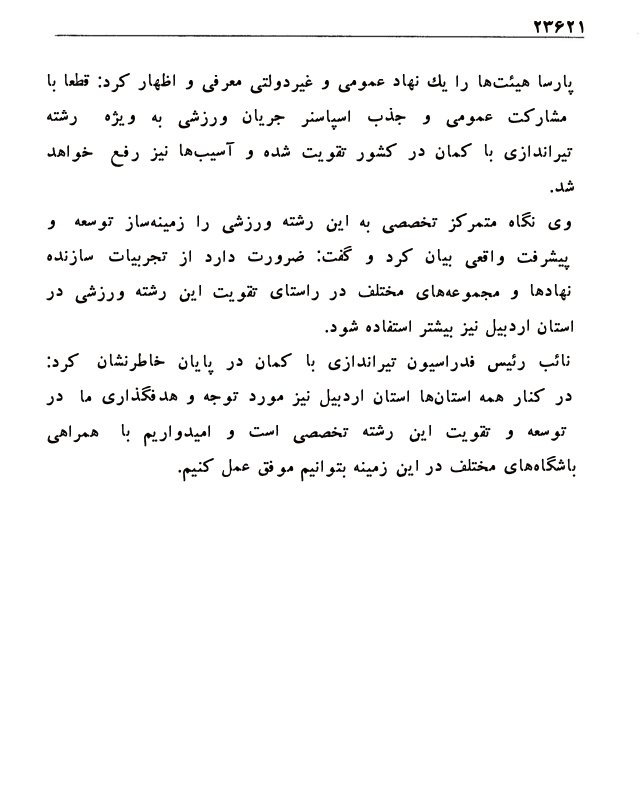 ۲۳۶۲۱
پارسا هیئت‌ها را یك نهاد عمومی و غیردولتی معرفی و اظهار کرد: قطعا با
مشارکت عمومی و جذب اسپاسنر جریان ورزشی به ویژه رشته
تیراندازی با کمان در کشور تقویت شده و آسیب‌ها نیز رفع خواهد
شد.
وی نگاه متمرکز تخصصی به این رشته ورزشی را زمینه‌ساز توسعه و
پیشرفت واقعی بیان کرد و گفت: ضرورت دارد از تجربیات سازنده
نهادها و مجموعه‌های مختلف در راستای تقویت این رشته ورزشی در
استان اردبیل نیز بیشتر استفاده شود.
نائب رئیس فدراسیون تیراندازی با کمان در پایان خاطرنشان کرد:
در کنار همه استان‌ها استان اردبیل نیز مورد توجه و هدفگذاری ما در
توسعه و تقویت این رشته تخصصی است و امیدواریم با همراهی
باشگاه‌های مختلف در این زمینه بتوانیم موفق عمل کنیم.